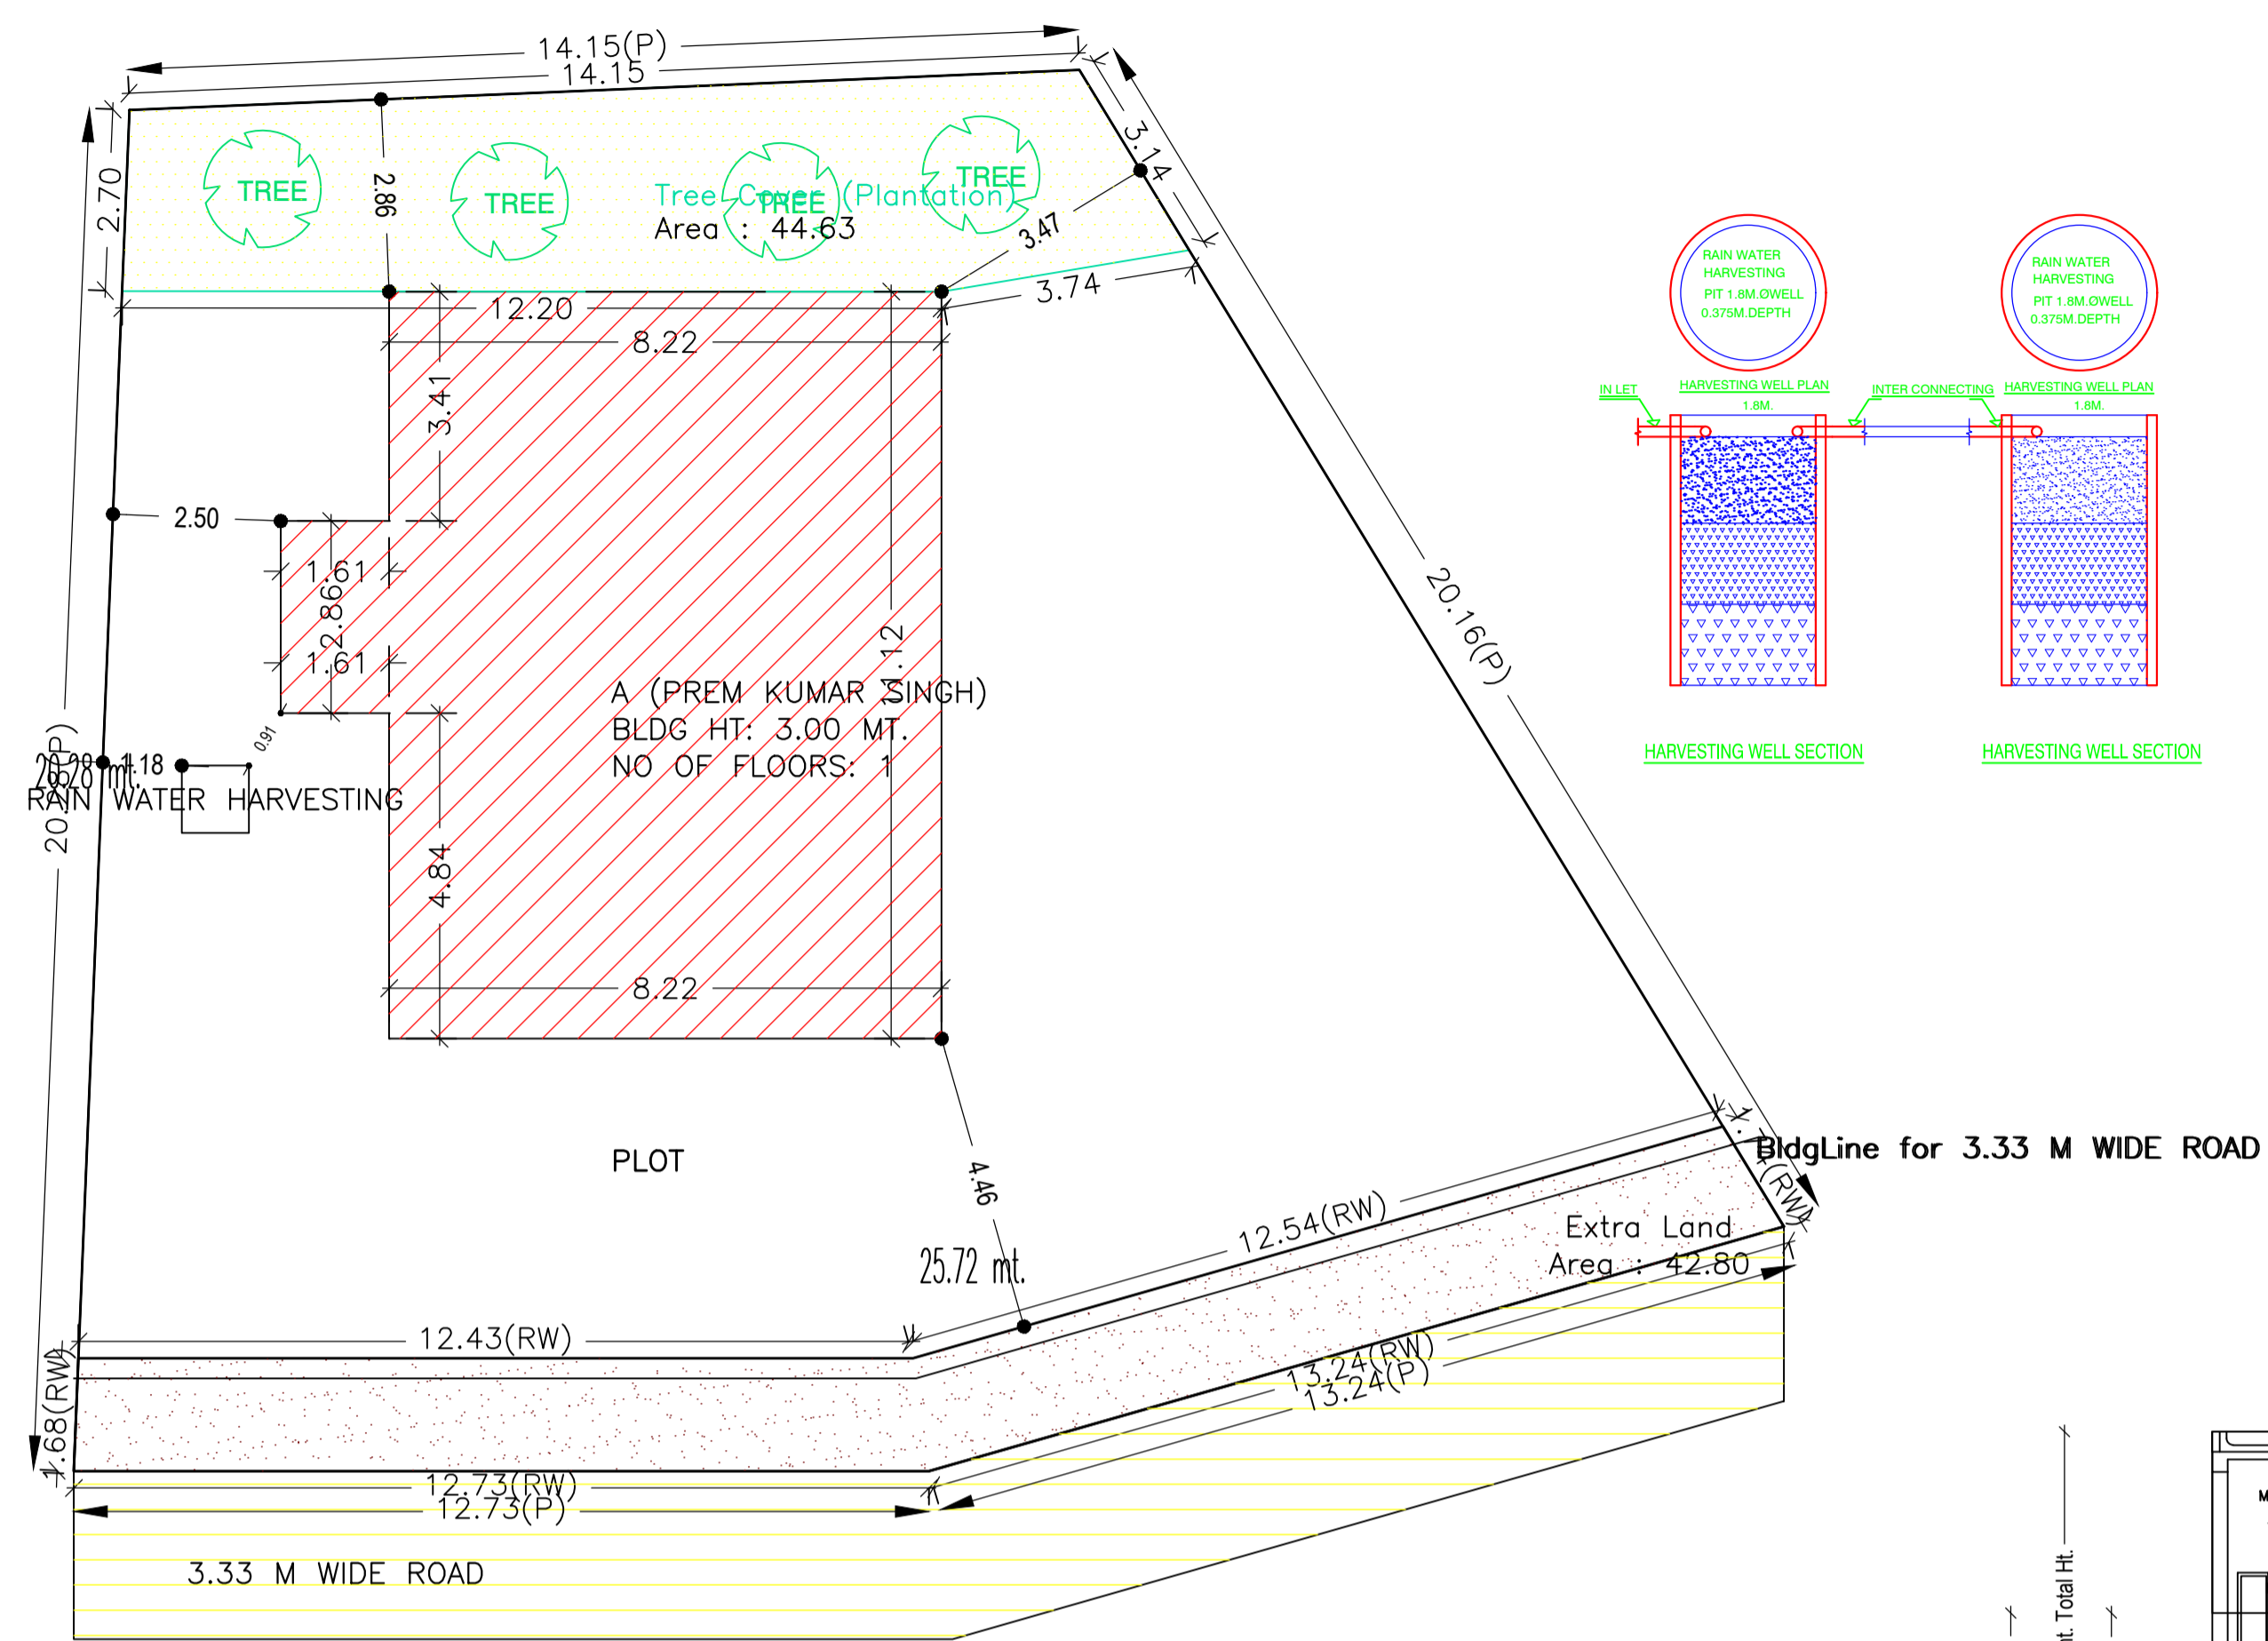 14.15(P)
14.15
2.70
2.86
3.14
TREE
TREE
TREE
TREE
Tree Cover (Plantation)
Area : 44.63
3.47
3.74
12.20
8.22
3.41
2.50
1.61
2.86
1.61
11.12
20.16(P)
A (PREM KUMAR SINGH)
BLDG HT: 3.00 MT.
NO OF FLOORS: 1
0.91
1.18
RAIN WATER HARVESTING
4.84
8.22
PLOT
4.46
25.72 mt.
12.54(RW)
12.43(RW)
BldgLine for 3.33 M WIDE ROAD
Extra Land
Area : 42.80
13.24(RW)
13.24(P)
1.68(RW)
12.73(RW)
12.73(P)
3.33 M WIDE ROAD
RAIN WATER
HARVESTING
PIT 1.8M.ØWELL
0.375M.DEPTH
RAIN WATER
HARVESTING
PIT 1.8M.ØWELL
0.375M.DEPTH
IN LET
HARVESTING WELL PLAN
INTER CONNECTING
HARVESTING WELL PLAN
1.8M.
1.8M.
HARVESTING WELL SECTION
HARVESTING WELL SECTION
Total Ht.